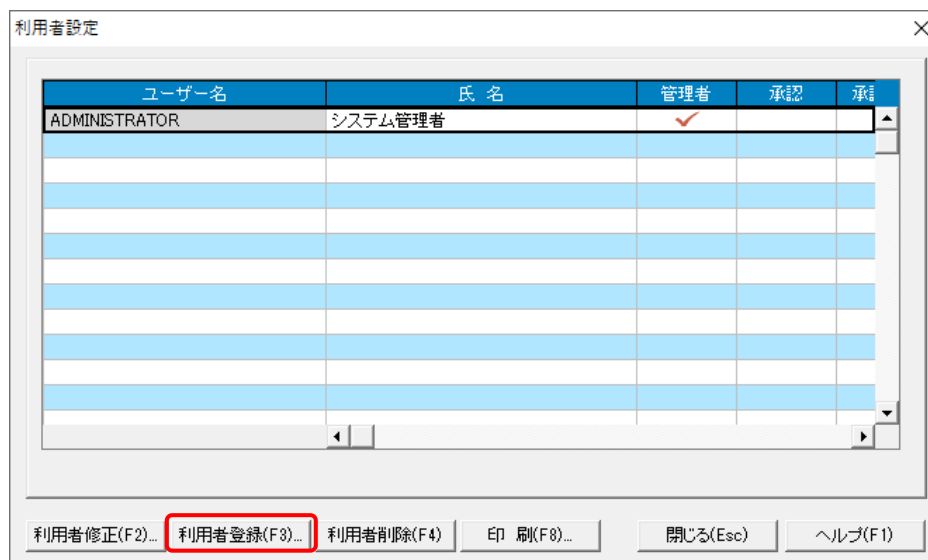 利用者設定
ユーザー名 氏 名 管理者 承認 承
ADMINISTRATOR システム管理者
利用者修正(F2)... 利用者登録(F3)... 利用者削除(F4) 印 刷(F8)... 閉じる(Esc) ヘルプ(F1)